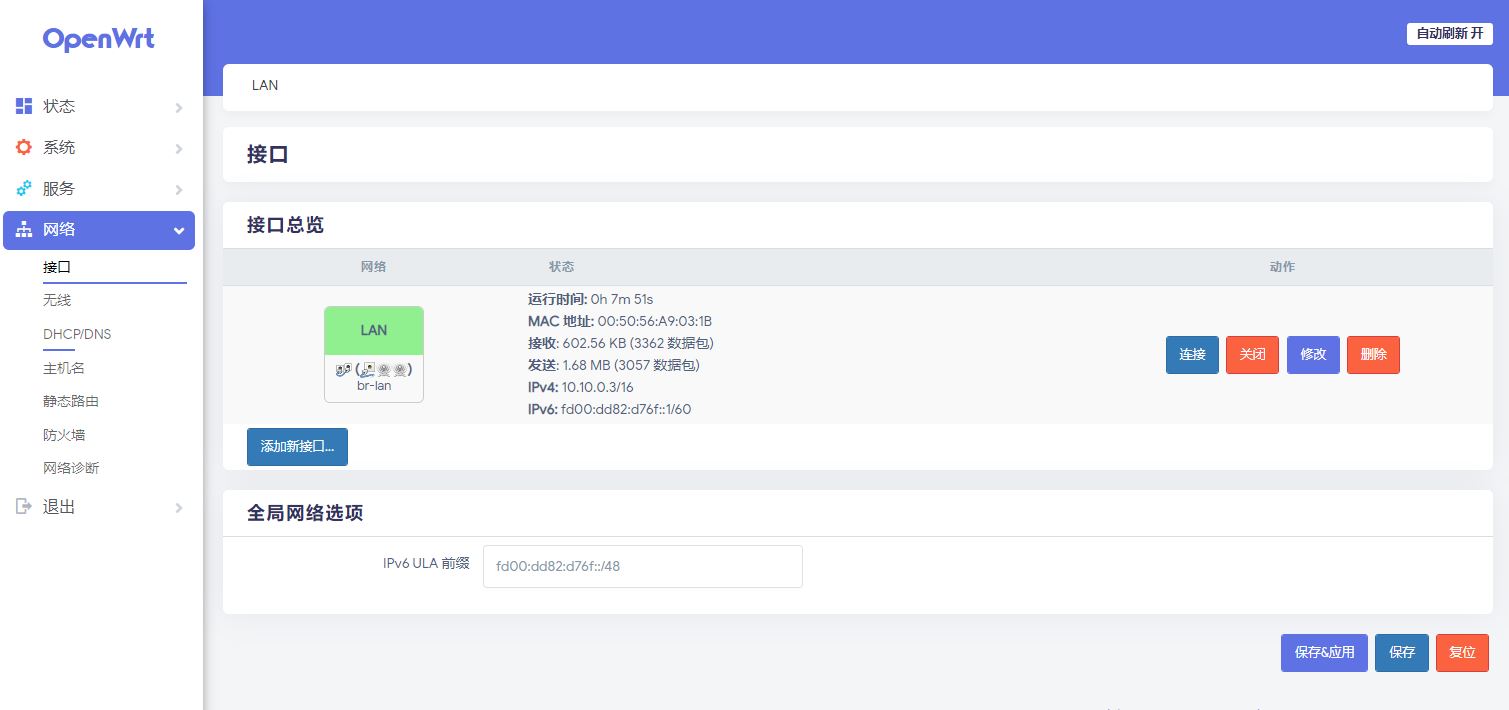 OpenWrt
自动刷新 开
状态
系统
服务
网络
接口
无线
DHCP/DNS
主机名
静态路由
防火墙
网络诊断
退出
LAN
接口
接口总览
网络 状态 动作
LAN
br-lan
运行时间: 0h 7m 51s
MAC 地址: 00:50:56:A9:03:1B
接收: 602.56 KB (3362 数据包)
发送: 1.68 MB (3057 数据包)
IPv4: 10.10.0.3/16
IPv6: fd00:dd82:d76f::1/60
连接 关闭 修改 删除
添加新接口...
全局网络选项
IPv6 ULA 前缀 fd00:dd82:d76f::/48
保存&应用 保存 复位